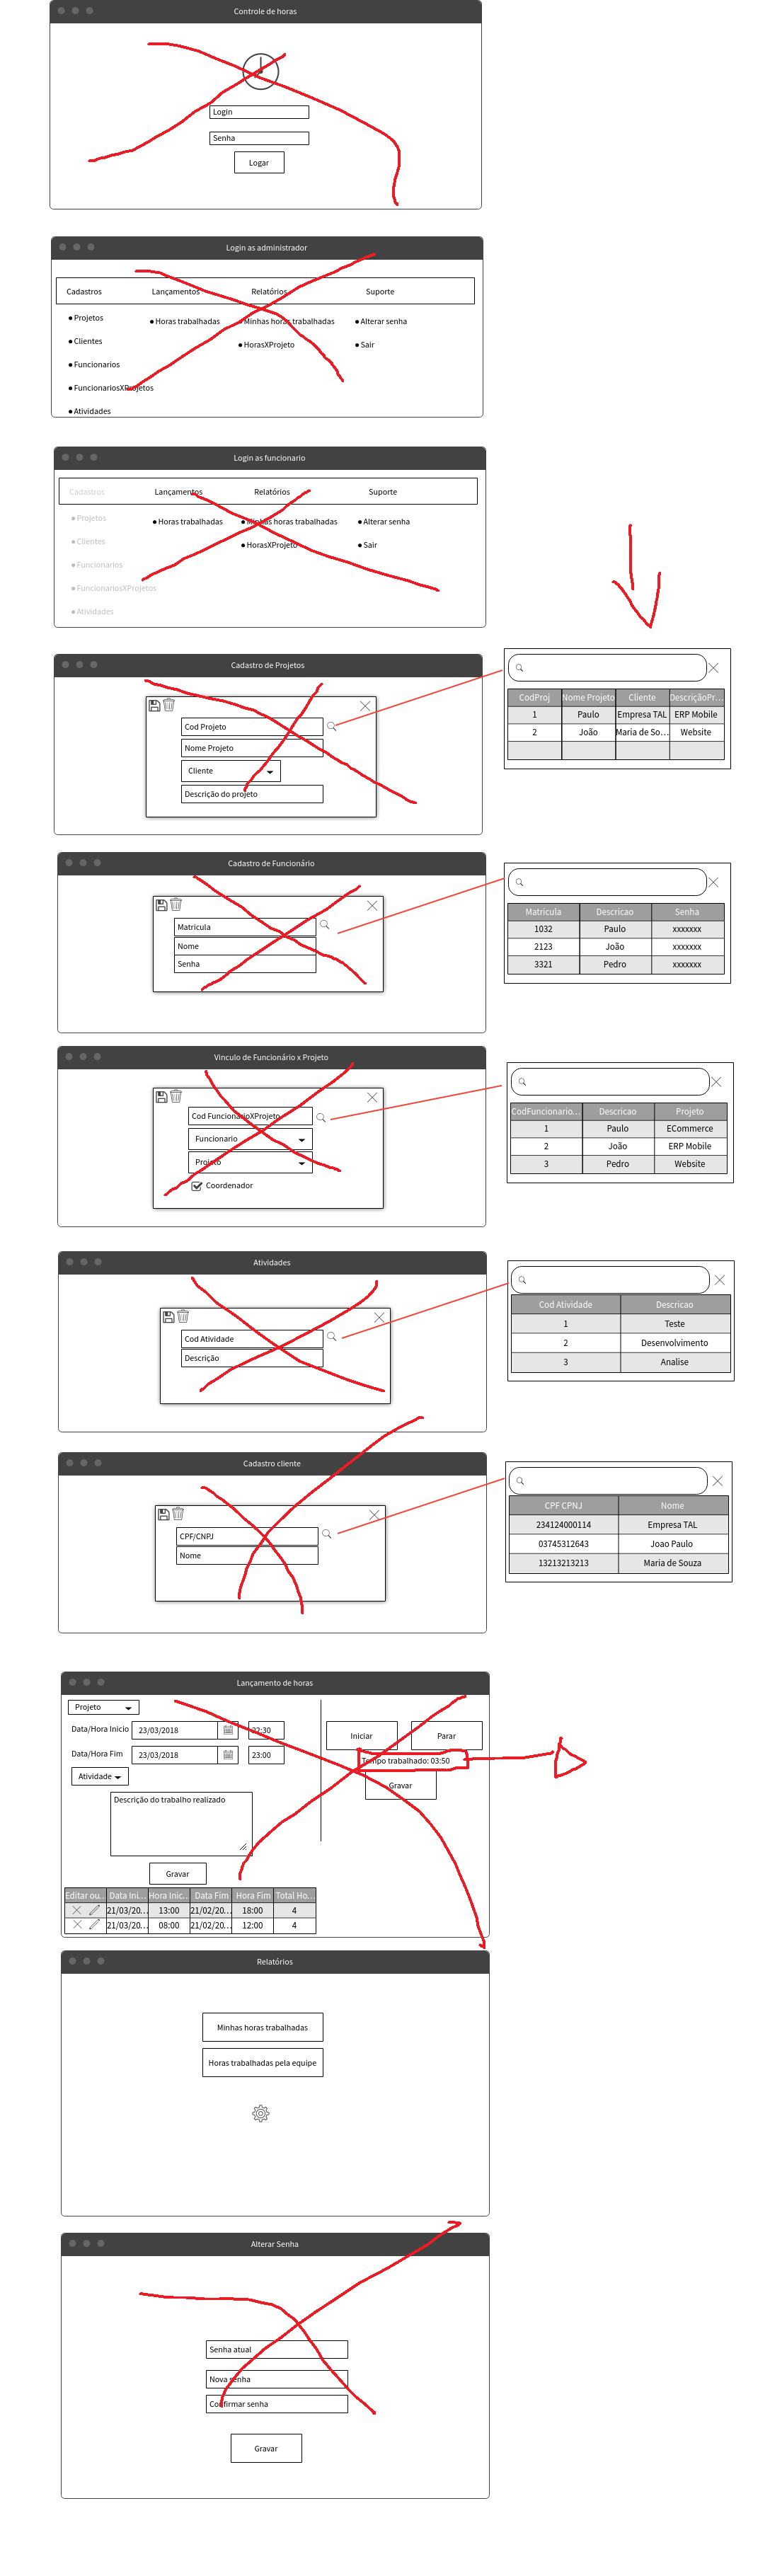 Controle de horas
Login
Senha
Logar
Login as administrador
Cadastros Lançamentos Relatórios Suporte
Projetos Horas trabalhadas Minhas horas trabalhadas Alterar senha
Clientes HorasXProjeto Sair
Funcionarios
FuncionariosXProjetos
Atividades
Login as funcionario
Cadastros Lançamentos Relatórios Suporte
Projetos Horas trabalhadas Minhas horas trabalhadas Alterar senha
Clientes HorasXProjeto Sair
Funcionarios
FuncionariosXProjetos
Atividades
Cadastro de Projetos
Cod Projeto
Nome Projeto
Cliente
Descrição do projeto
CodProj Nome Projeto Cliente DescriçãoPr...
1 Paulo Empresa TAL ERP Mobile
2 João Maria de So... Website
Cadastro de Funcionário
Matricula
Nome
Senha
Matricula Descricao Senha
1032 Paulo xxxxxxx
2123 João xxxxxxx
3321 Pedro xxxxxxx
Vinculo de Funcionário x Projeto
Cod FuncionarioXProjeto
Funcionario
Projeto
Coordenador
CodFuncionario... Descricao Projeto
1 Paulo ECommerce
2 João ERP Mobile
3 Pedro Website
Atividades
Cod Atividade
Descrição
Cod Atividade Descricao
1 Teste
2 Desenvolvimento
3 Analise
Cadastro cliente
CPF/CNPJ
Nome
CPF CPNJ Nome
234124000114 Empresa TAL
03745312643 Joao Paulo
13213213213 Maria de Souza
Lançamento de horas
Projeto
Data/Hora Inicio 23/03/2018 22:30
Data/Hora Fim 23/03/2018 23:00
Atividade
Descrição do trabalho realizado
Gravar
Iniciar Parar
Tempo trabalhado: 03:50
Gravar
Editar ou... Data Ini... Hora Inic... Data Fim Hora Fim Total Ho...
21/03/20... 13:00 21/02/20... 18:00 4
21/03/20... 08:00 21/02/20... 12:00 4
Relatórios
Minhas horas trabalhadas
Horas trabalhadas pela equipe
Alterar Senha
Senha atual
Nova senha
Confirmar senha
Gravar